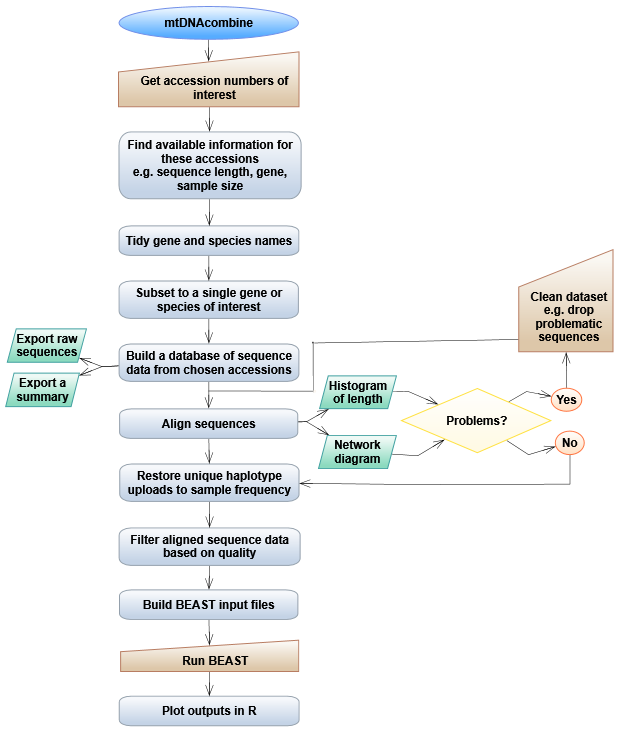 mtDNAcombine
Get accession numbers of
interest
Find available information for
these accessions
e.g. sequence length, gene,
sample size
Tidy gene and species names
Subset to a single gene or
species of interest
Clean dataset
e.g. drop
problematic
sequences
Export raw
sequences
Export a
summary
Build a database of sequence
data from chosen accessions
Histogram
of length
Align sequences
Network
diagram
Problems?
Yes
No
Restore unique haplotype
uploads to sample frequency
Filter aligned sequence data
based on quality
Build BEAST input files
Run BEAST
Plot outputs in R